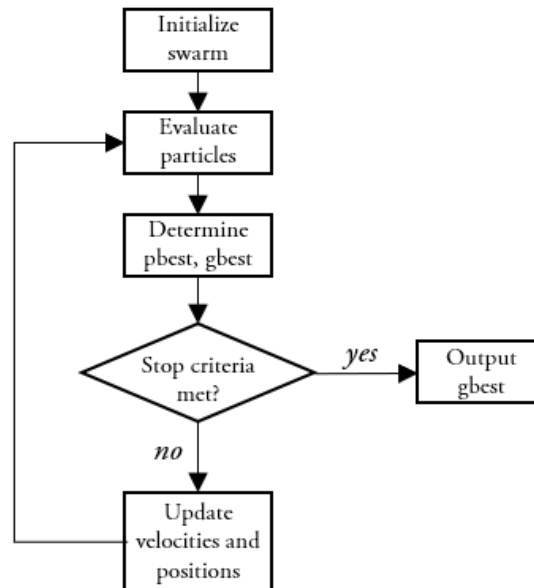 Initialize
swarm
Evaluate
particles
Determine
pbest, gbest
Stop criteria
met?
yes
Output
gbest
no
Update
velocities and
positions